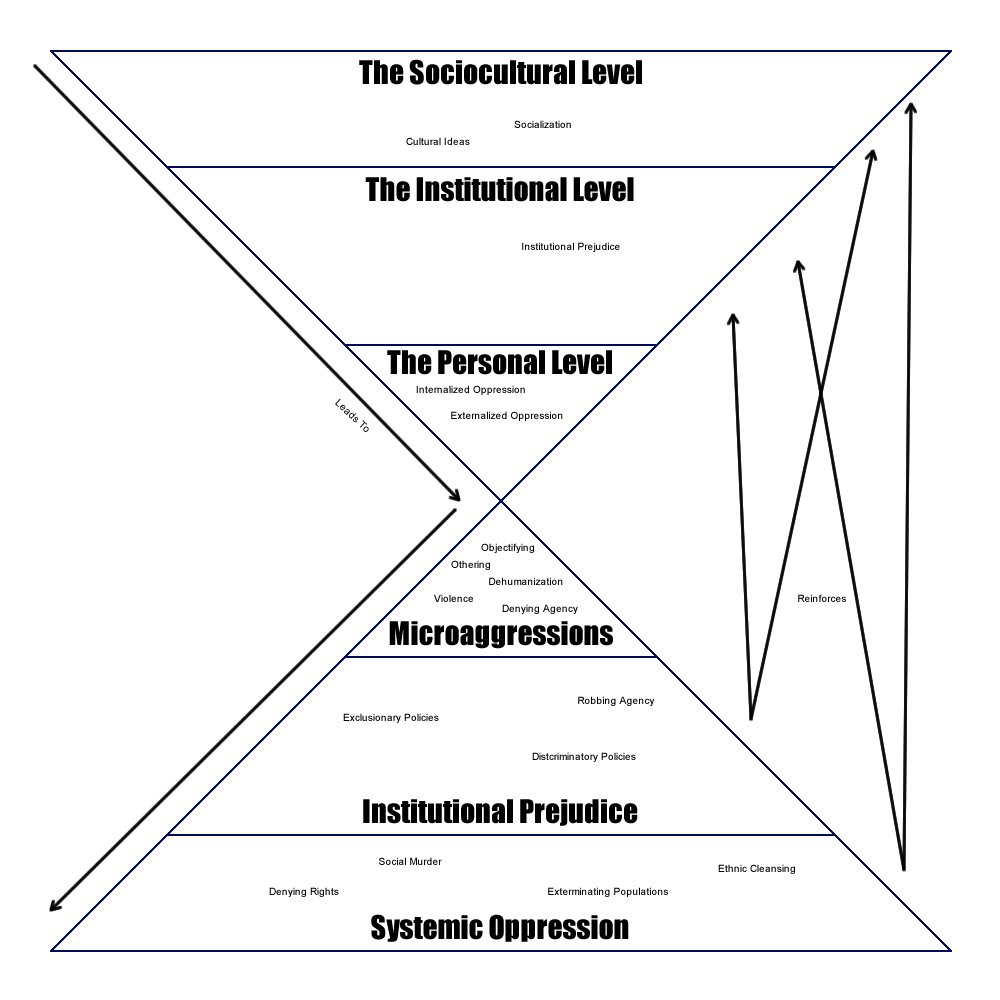 The Sociocultural Level
Socialization
Cultural Ideas
The Institutional Level
Institutional Prejudice
The Personal Level
Internalized Oppression
Externalized Oppression
Leads To
Objectifying
Othering
Dehumanization
Violence
Denying Agency
Microaggressions
Reinforces
Robbing Agency
Exclusionary Policies
Distcriminatory Policies
Institutional Prejudice
Social Murder
Ethnic Cleansing
Denying Rights
Exterminating Populations
Systemic Oppression